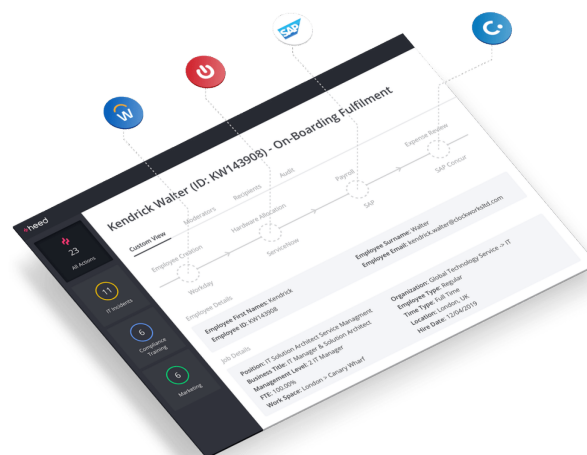 SAP
heed
23
All Actions
11
IT Incidents
6
Compliance
Training
6
Marketing
Kendrick Walter (ID: KW143908) - On-Boarding Fulfilment
Custom View
Moderators
Recipients
Audit
Employee Creation
Hardware Allocation
Payroll
Expense Review
Workday
ServiceNow
SAP
SAP Concur
Employee Details
Employee First Names: Kendrick
Employee Surname: Walter
Employee ID: KW143908
Employee Email: kendrick.walter@clockworksltd.com
Job Details
Position: IT Solution Architect Service Managment
Organization: Global Technology Service -> IT
Business Title: IT Manager & Solution Architect
Employee Type: Regular
Management Level: 2 IT Manager
Time Type: Full Time
FTE: 100.00%
Location: London, UK
Work Space: London > Canary Wharf
Hire Date: 12/04/2019